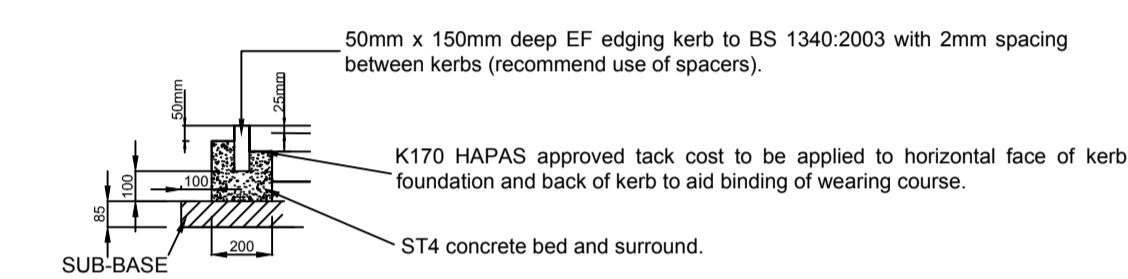 50mm x 150mm deep EF edging kerb to BS 1340:2003 with 2mm spacing
between kerbs (recommend use of spacers).
50mm
25mm
K170 HAPAS approved tack cost to be applied to horizontal face of kerb
foundation and back of kerb to aid binding of wearing course.
100
100
85
200
ST4 concrete bed and surround.
SUB-BASE